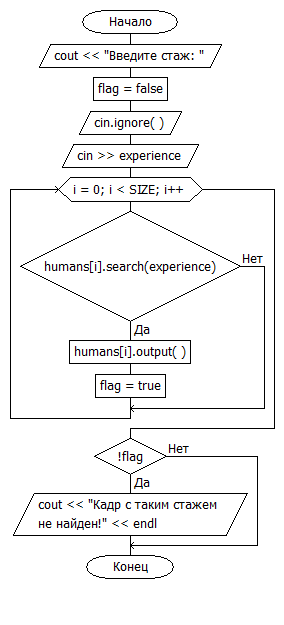 Начало
cout << "Введите стаж: "
flag = false
cin.ignore( )
cin >> experience
i = 0; i < SIZE; i++
humans[i].search(experience)
Нет
Да
humans[i].output( )
flag = true
!flag
Нет
Да
cout << "Кадр с таким стажем
не найден!" << endl
Конец